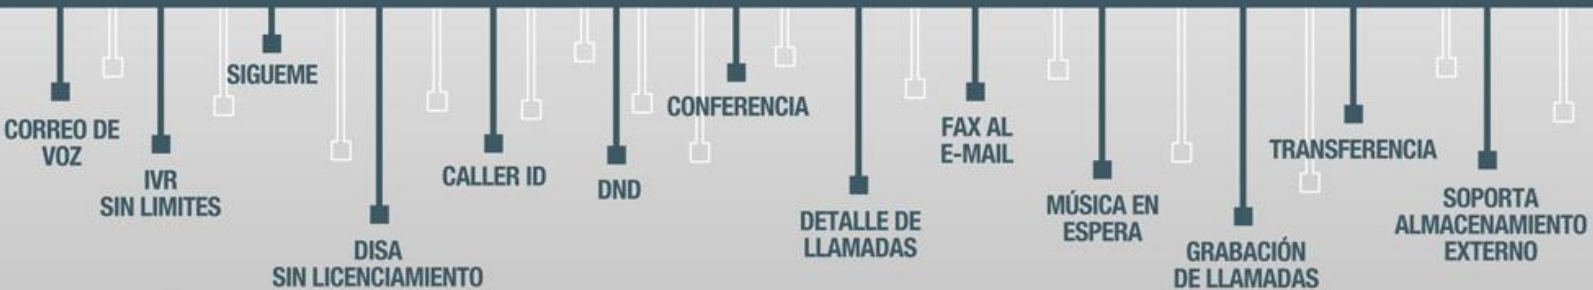 CORREO DE
VOZ
IVR
SIN LIMITES
SIGUEME
DISA
SIN LICENCIAMIENTO
CALLER ID
DND
CONFERENCIA
DETALLE DE
LLAMADAS
FAX AL
E-MAIL
MÚSICA EN
ESPERA
GRABACIÓN
DE LLAMADAS
TRANSFERENCIA
SOPORTA
ALMACENAMIENTO
EXTERNO